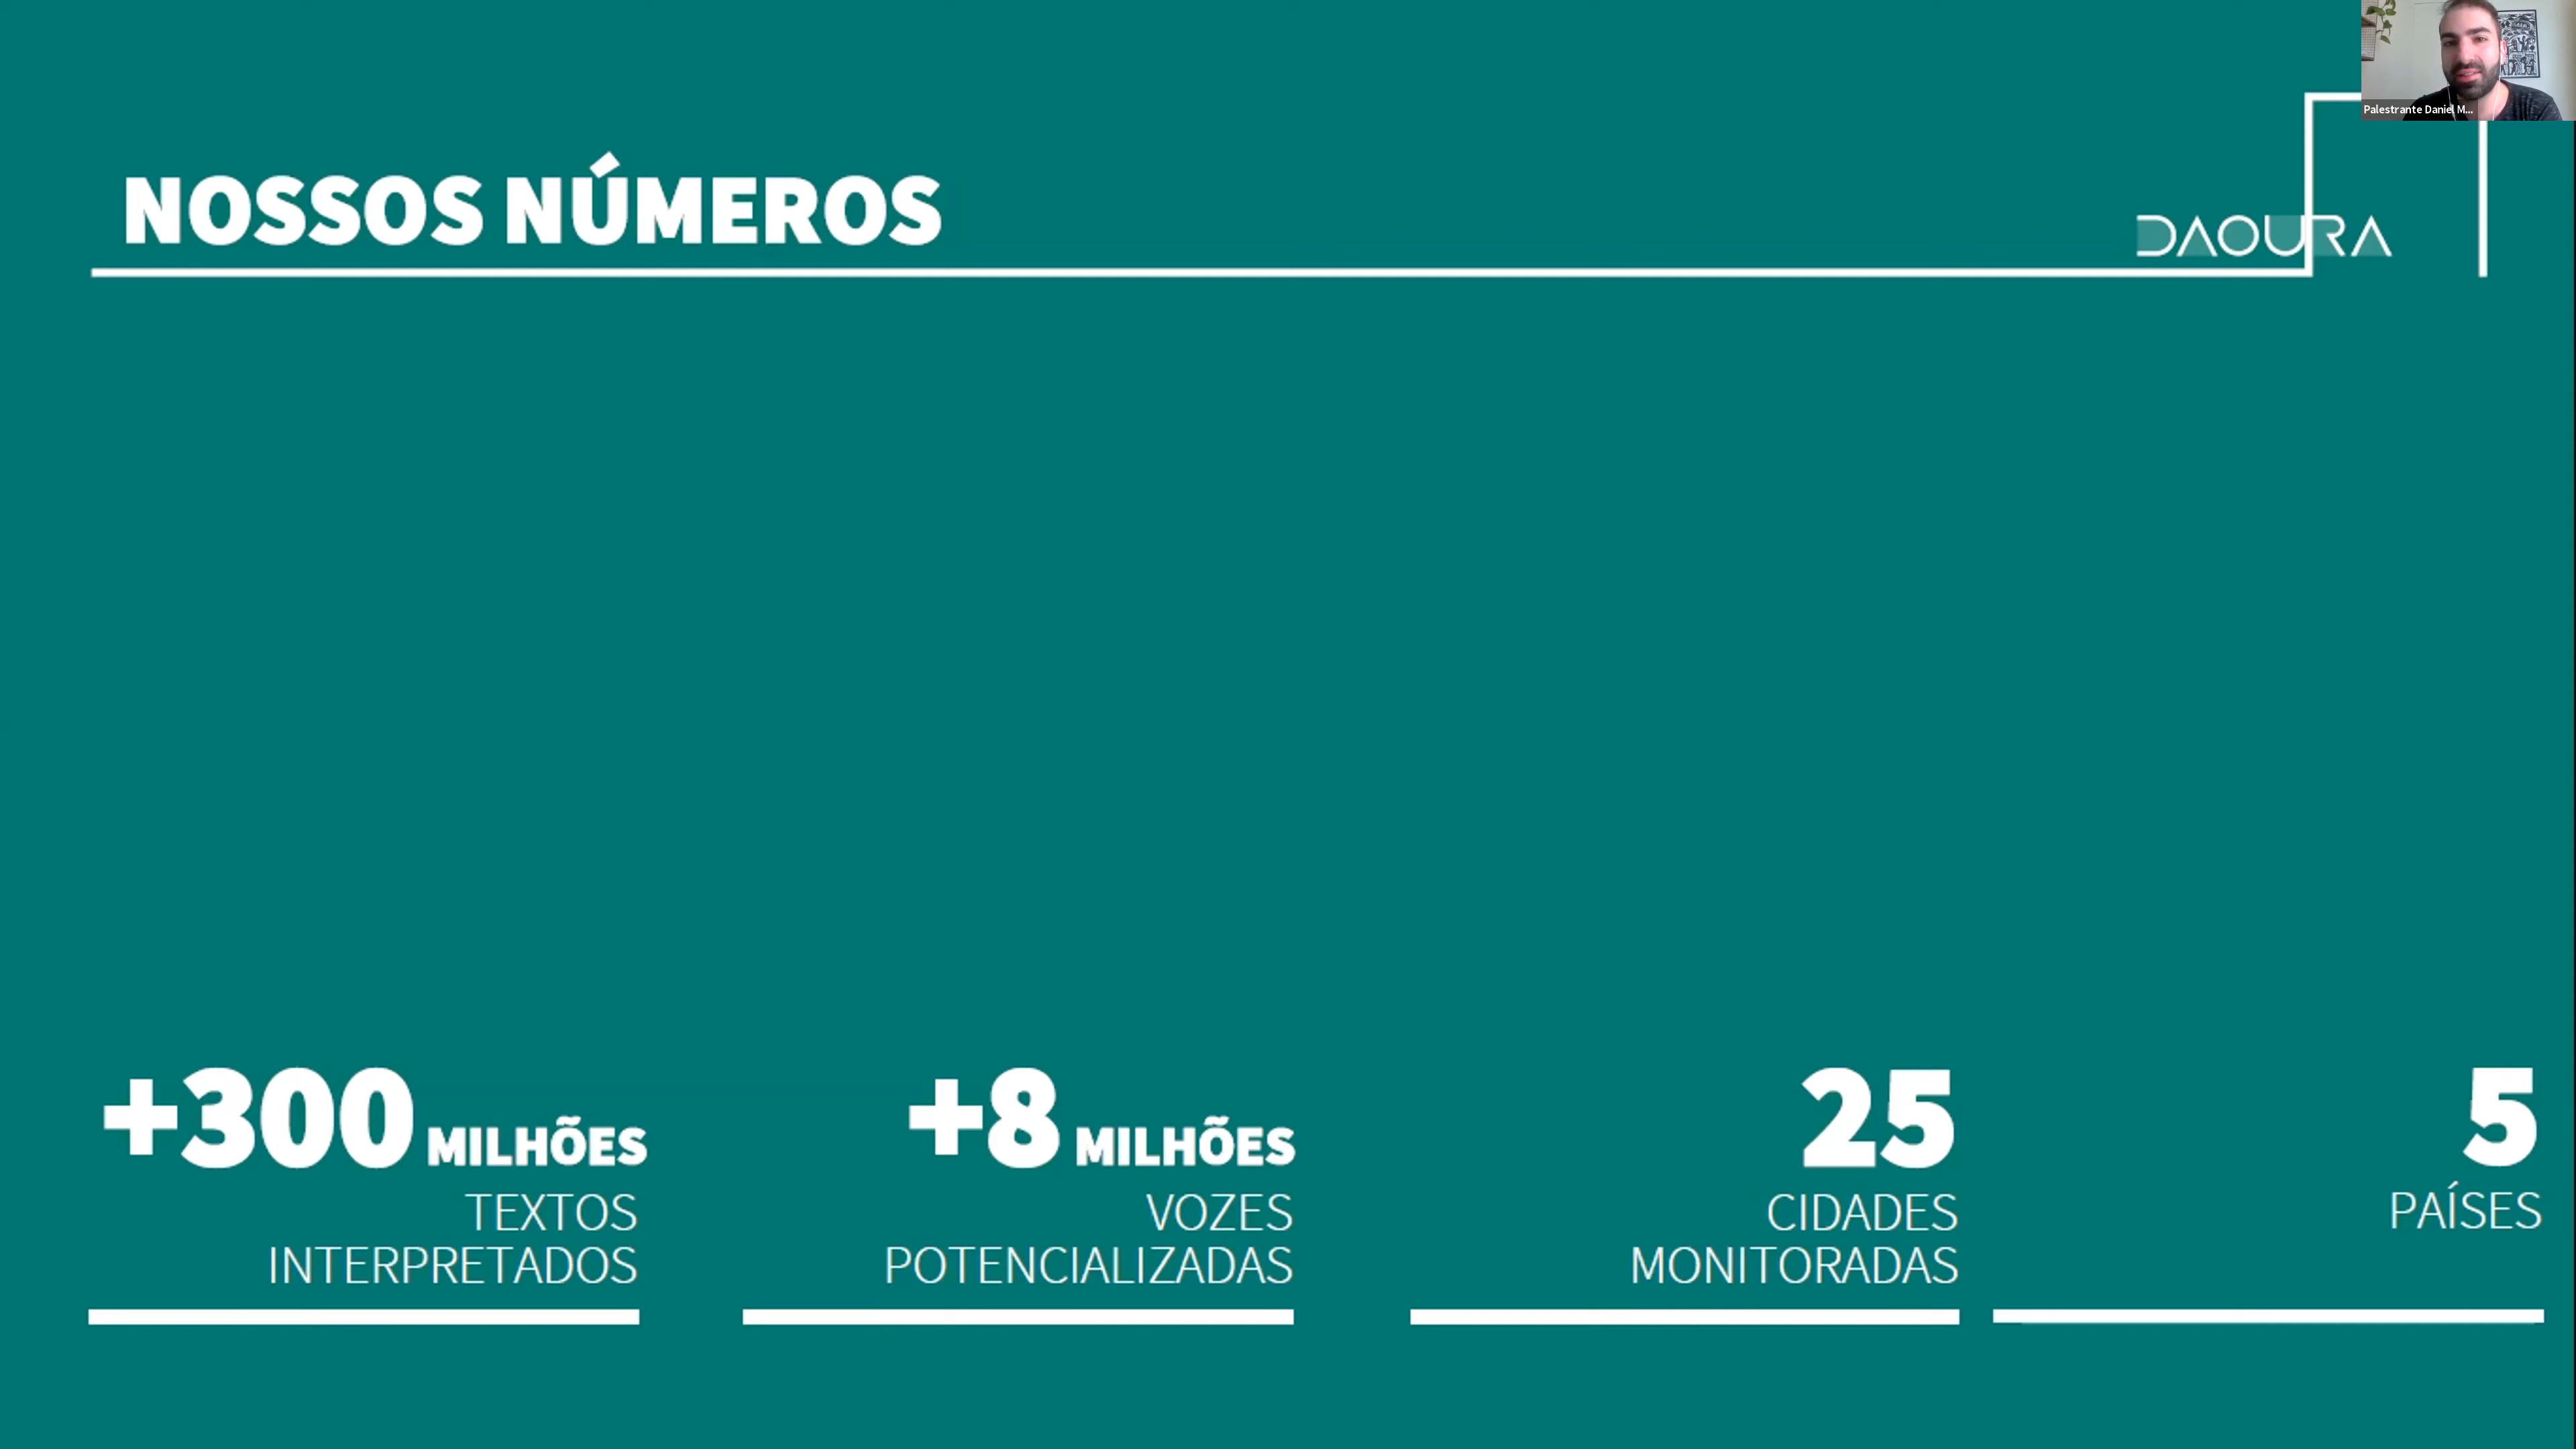 Palestrante Daniel M...
NOSSOS NÚMEROS
DAOURA
+300 MILHÕES
TEXTOS
INTERPRETADOS
+8 MILHÕES
VOZES
POTENCIALIZADAS
25
CIDADES
MONITORADAS
5
PAÍSES